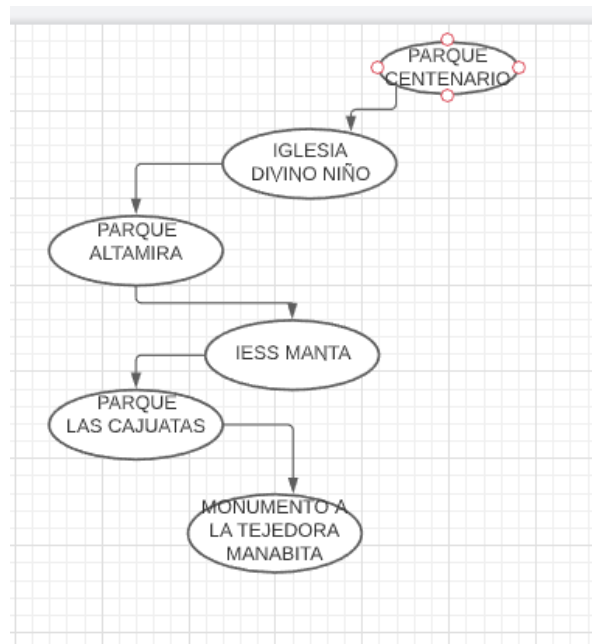 PARQUE
CENTENARIO
IGLESIA
DIVINO NIÑO
PARQUE
ALTAMIRA
IESS MANTA
PARQUE
LAS CAJUATAS
MONUMENTO A
LA TEJEDORA
MANABITA